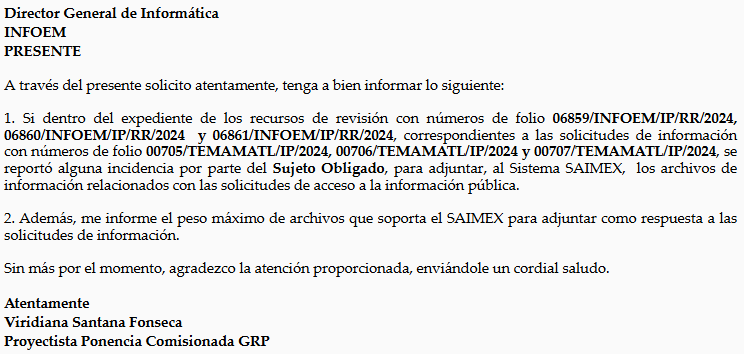 Director General de Informática
INFOEM
PRESENTE
A través del presente solicito atentamente, tenga a bien informar lo siguiente:
1. Si dentro del expediente de los recursos de revisión con números de folio 06859/INFOEM/IP/RR/2024,
06860/INFOEM/IP/RR/2024 y 06861/INFOEM/IP/RR/2024, correspondientes a las solicitudes de información
con números de folio 00705/TEMAMATL/IP/2024, 00706/TEMAMATL/IP/2024 y 00707/TEMAMATL/IP/2024, se
reportó alguna incidencia por parte del Sujeto Obligado, para adjuntar, al Sistema SAIMEX, los archivos de
información relacionados con las solicitudes de acceso a la información pública.
2. Además, me informe el peso máximo de archivos que soporta el SAIMEX para adjuntar como respuesta a las
solicitudes de información.
Sin más por el momento, agradezco la atención proporcionada, enviándole un cordial saludo.
Atentamente
Viridiana Santana Fonseca
Proyectista Ponencia Comisionada GRP